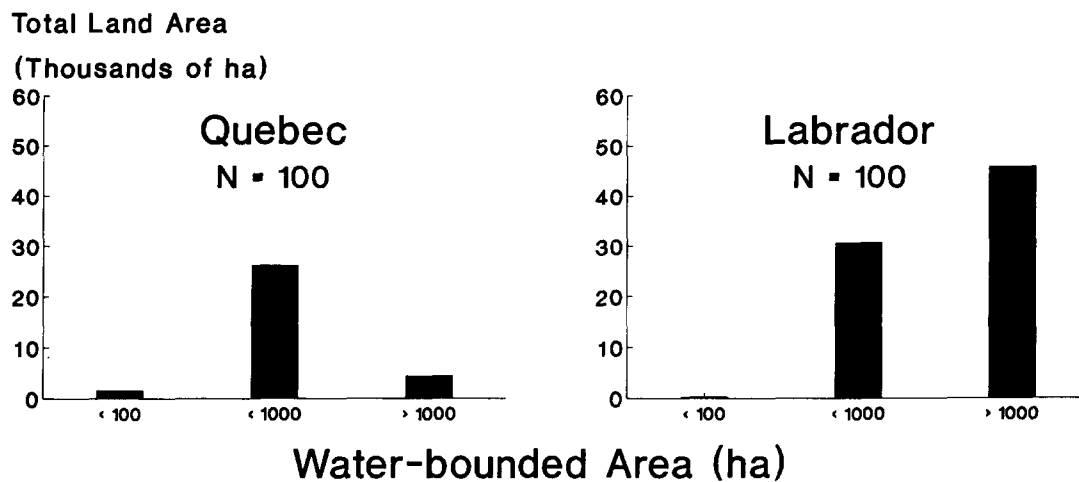 Total Land Area
(Thousands of ha)
60
50
40
30
20
10
0
Quebec
N = 100
‹ 100
‹ 1000
› 1000
60
50
40
30
20
10
0
Labrador
N = 100
‹ 100
‹ 1000
› 1000
Water-bounded Area (ha)